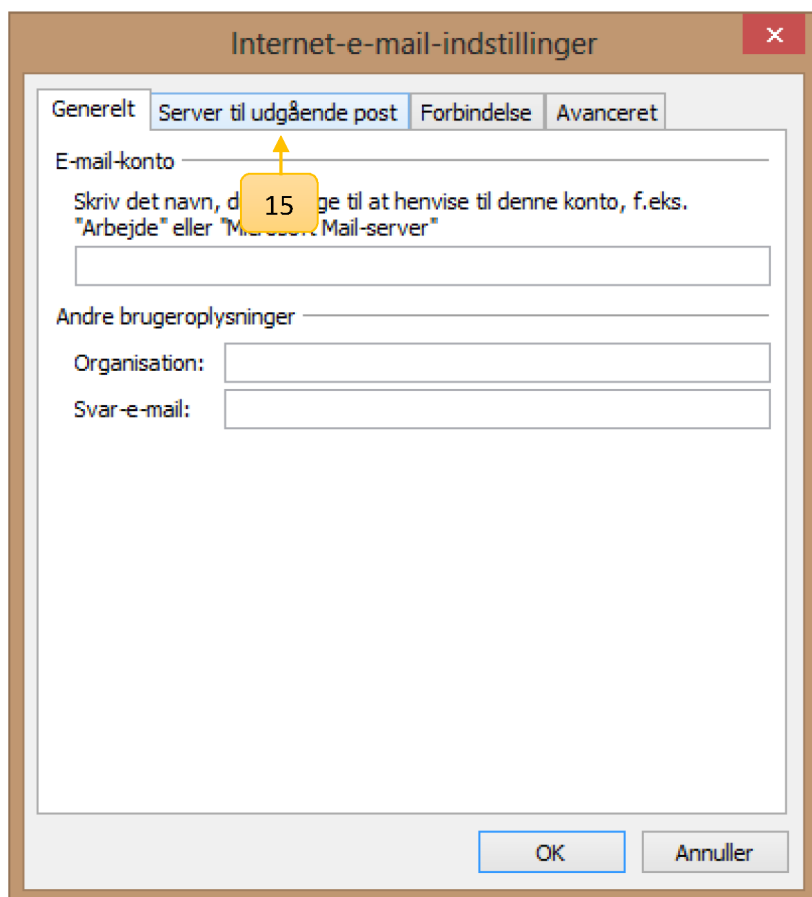 Internet-e-mail-indstillinger
Generelt Server til udgående post Forbindelse Avanceret
E-mail-konto
Skriv det navn, d ge til at henvise til denne konto, f.eks.
15
"Arbejde" eller "Microsoft Mail-server"
Andre brugeroplysninger
Organisation:
Svar-e-mail:
OK Annuller